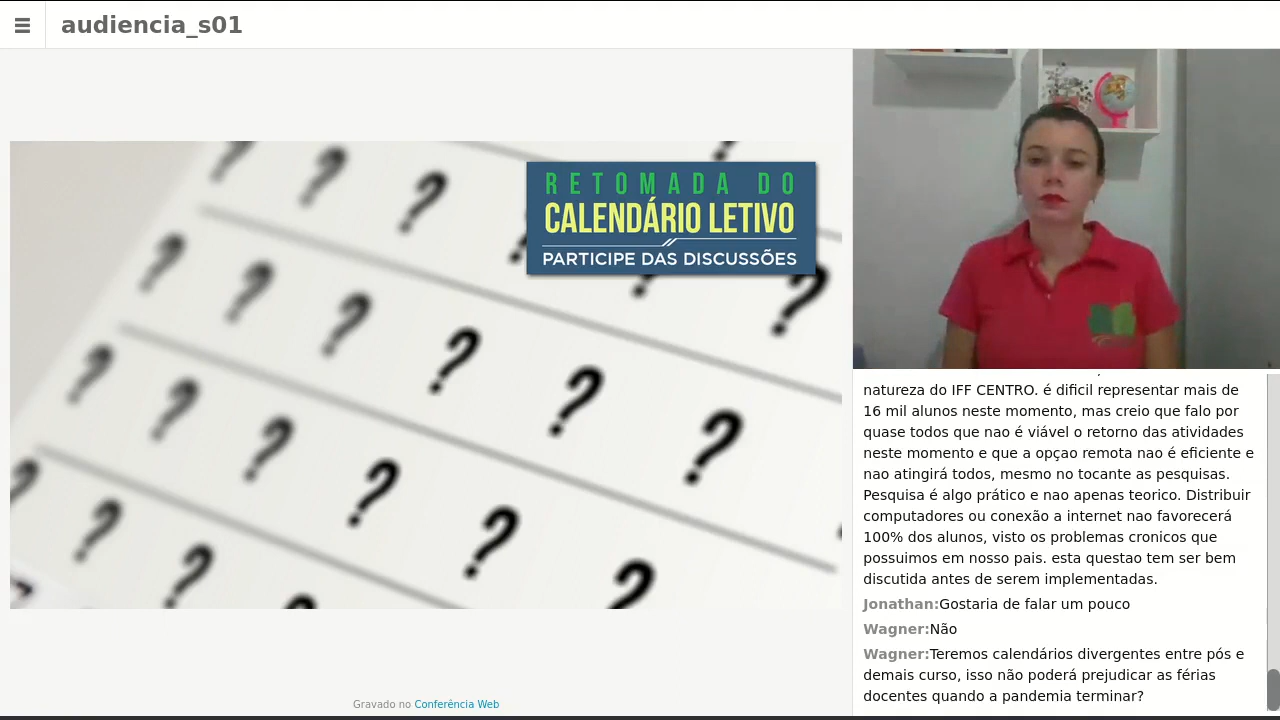 audiencia_s01
RETOMADA DO
CALENDÁRIO LETIVO
PARTICIPE DAS DISCUSSÕES
? ? ? ?
? ? ? ? ? ?
? ? ? ? ? ?
? ? ? ?
natureza do IFF CENTRO. é dificil representar mais de
16 mil alunos neste momento, mas creio que falo por
quase todos que nao é viável o retorno das atividades
neste momento e que a opçao remota nao é eficiente e
nao atingirá todos, mesmo no tocante as pesquisas.
Pesquisa é algo prático e nao apenas teorico. Distribuir
computadores ou conexão a internet nao favorecerá
100% dos alunos, visto os problemas cronicos que
possuimos em nosso pais. esta questao tem ser bem
discutida antes de serem implementadas.
Jonathan:Gostaria de falar um pouco
Wagner:Não
Wagner:Teremos calendários divergentes entre pós e
demais curso, isso não poderá prejudicar as férias
docentes quando a pandemia terminar?
Gravado no Conferência Web